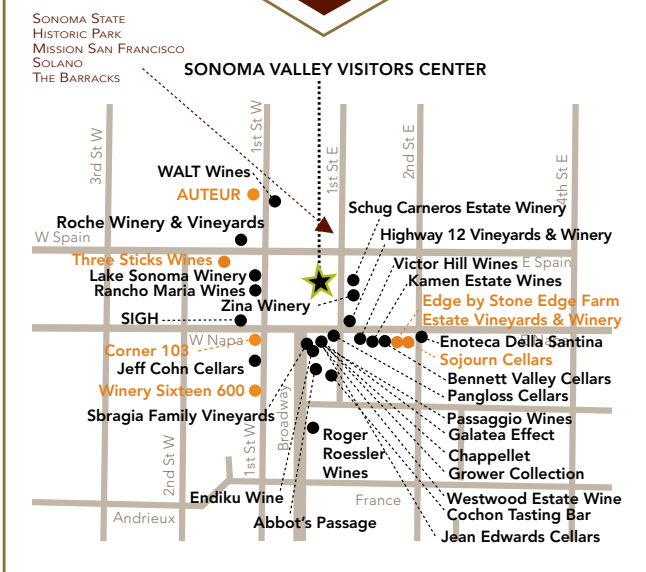 SONOMA STATE
HISTORIC PARK
MISSION SAN FRANCISCO
SOLANO
THE BARRACKS
SONOMA VALLEY VISITORS CENTER
3rd St W
1st St W
1st St E
2nd St E
4th St E
WALT Wines
AUTEUR
Schug Carneros Estate Winery
Roche Winery & Vineyards
W Spain
Highway 12 Vineyards & Winery
Three Sticks Wines
Victor Hill Wines
E Spain
Lake Sonoma Winery
Kamen Estate Wines
Rancho Maria Wines
Zina Winery
Edge by Stone Edge Farm
Estate Vineyards & Winery
SIGH
W Napa
Enoteca Della Santina
Corner 103
Sojourn Cellars
Jeff Cohn Cellars
Bennett Valley Cellars
Winery Sixteen 600
Pangloss Cellars
Sbragia Family Vineyards
Passaggio Wines
Broadway
Galatea Effect
Roger
Roessler
Wines
2nd St W
1st St W
Chappellet
Grower Collection
Endiku Wine
France
Westwood Estate Wine
Andrieux
Abbot's Passage
Cochon Tasting Bar
Jean Edwards Cellars